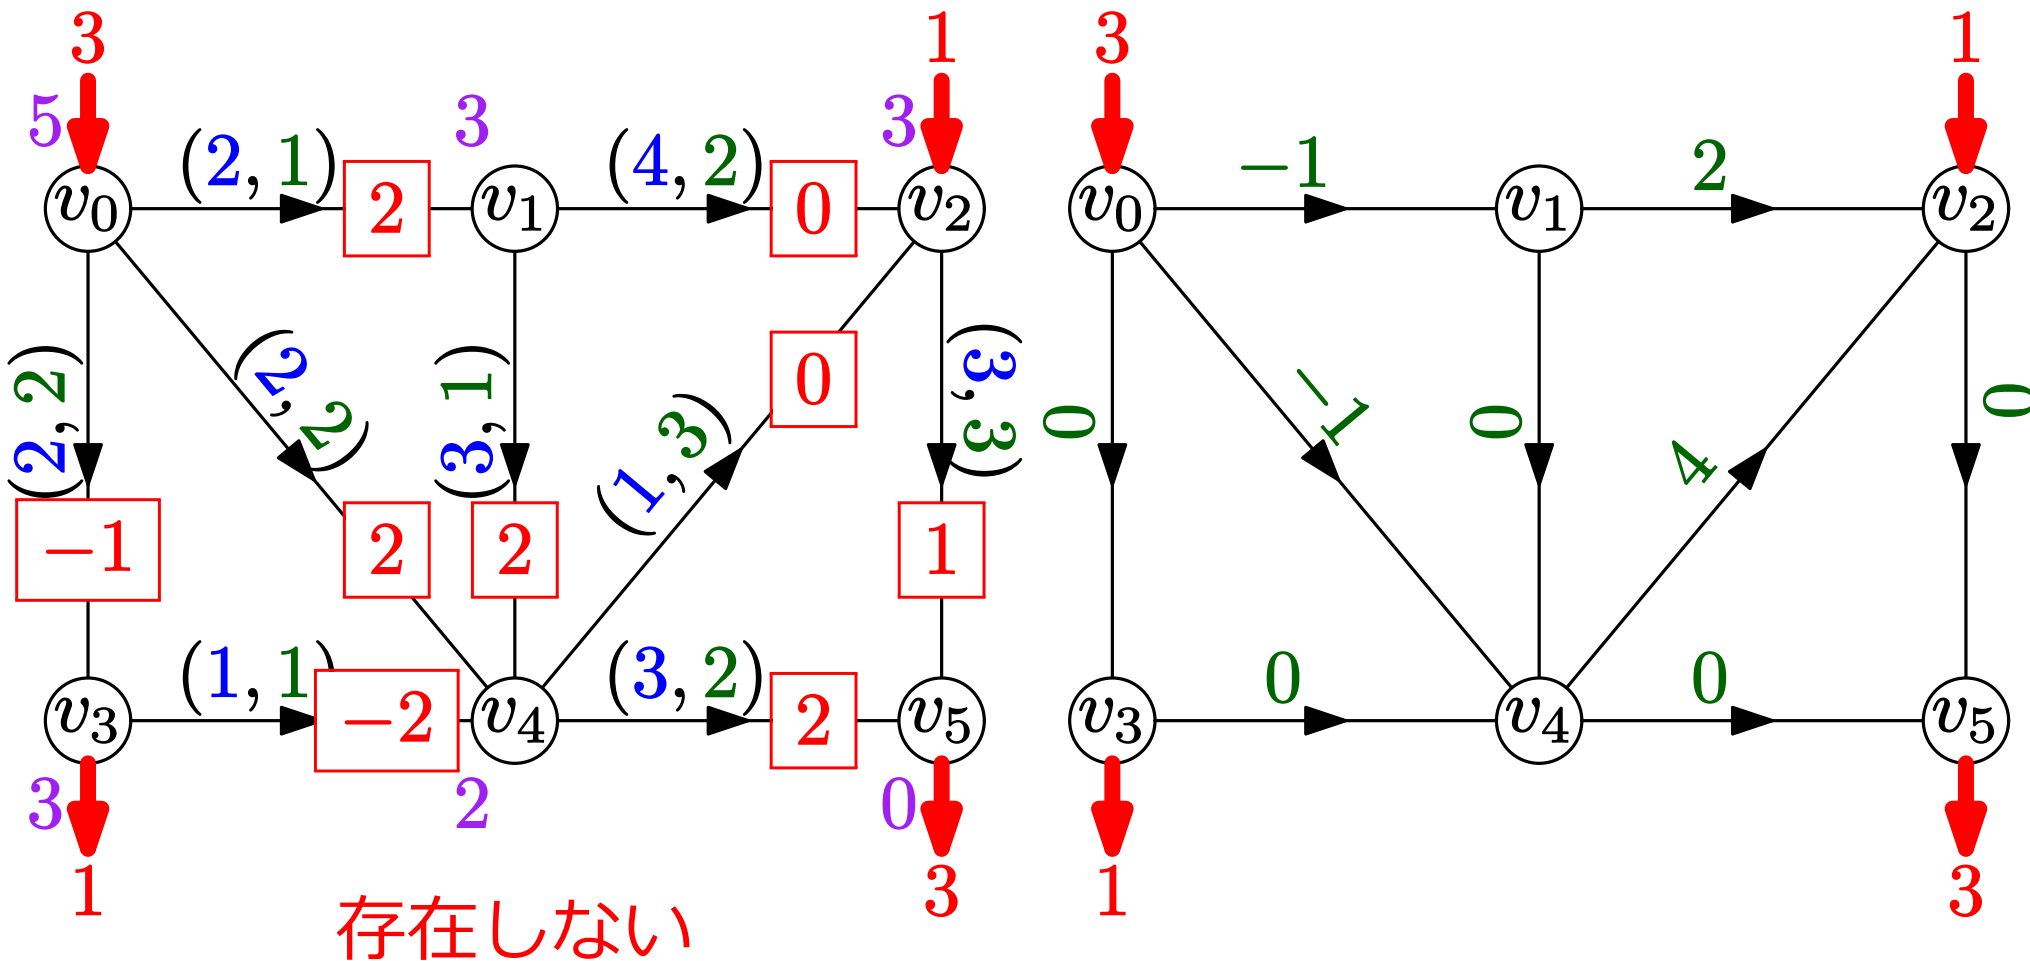 3 1 3 1
5 3 3
(2, 1) (4, 2) −1 2
v0 2 v1 0 v2 v0 v1 v2
(2, 2) (2, 2) (3, 1) (1, 3) 0 (3, 3) 0 −1 0 4 0
−1 2 2 1
(1, 1) (3, 2) 0 0
v3 −2 v4 2 v5 v3 v4 v5
3 2 0
1 3 1 3
存在しない